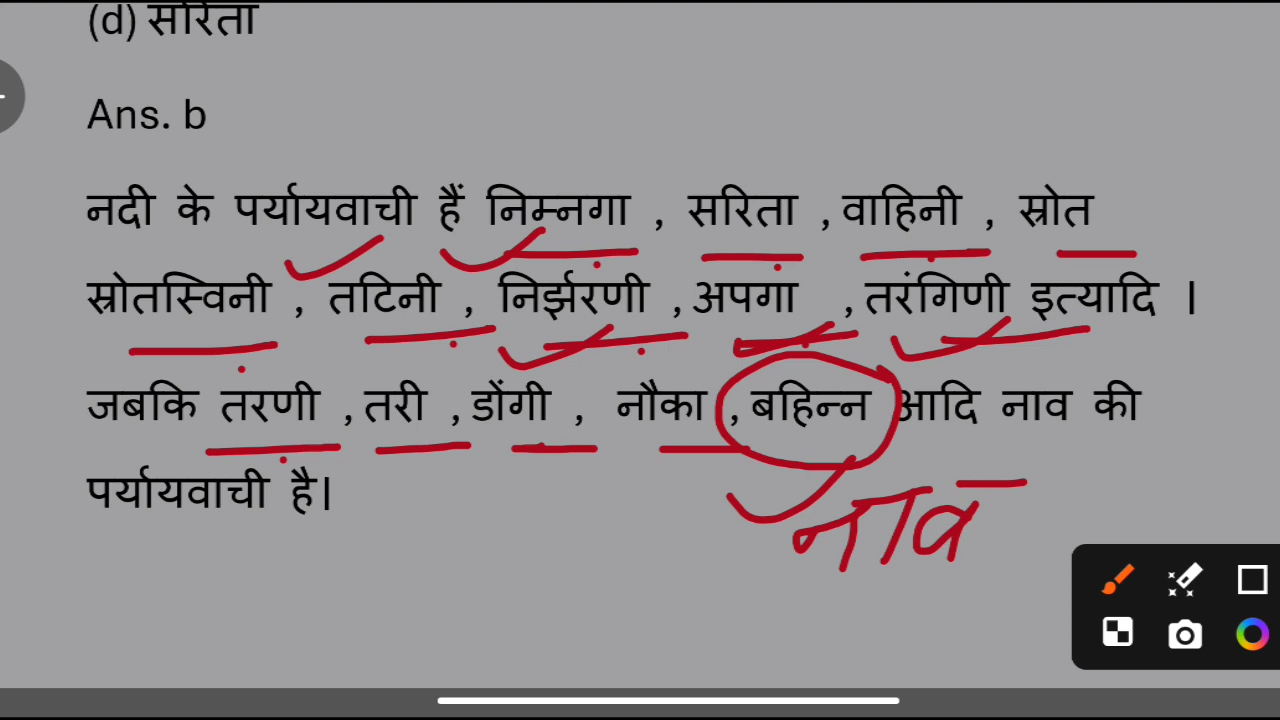 (d) सरिता
Ans. b
नदी के पर्यायवाची हैं निम्नगा , सरिता , वाहिनी , स्रोत
स्रोतस्विनी , तटिनी , निर्झरणी , अपगा , तरंगिणी इत्यादि ।
जबकि तरणी , तरी , डोंगी , नौका , बहिन्न आदि नाव की
पर्यायवाची है।
नाव